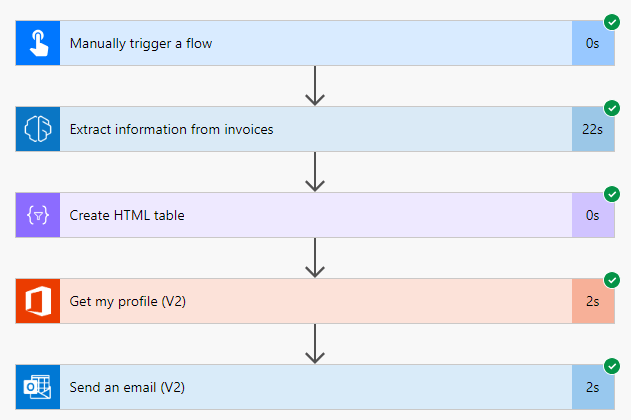 Manually trigger a flow 0s
Extract information from invoices 22s
Create HTML table 0s
Get my profile (V2) 2s
Send an email (V2) 2s